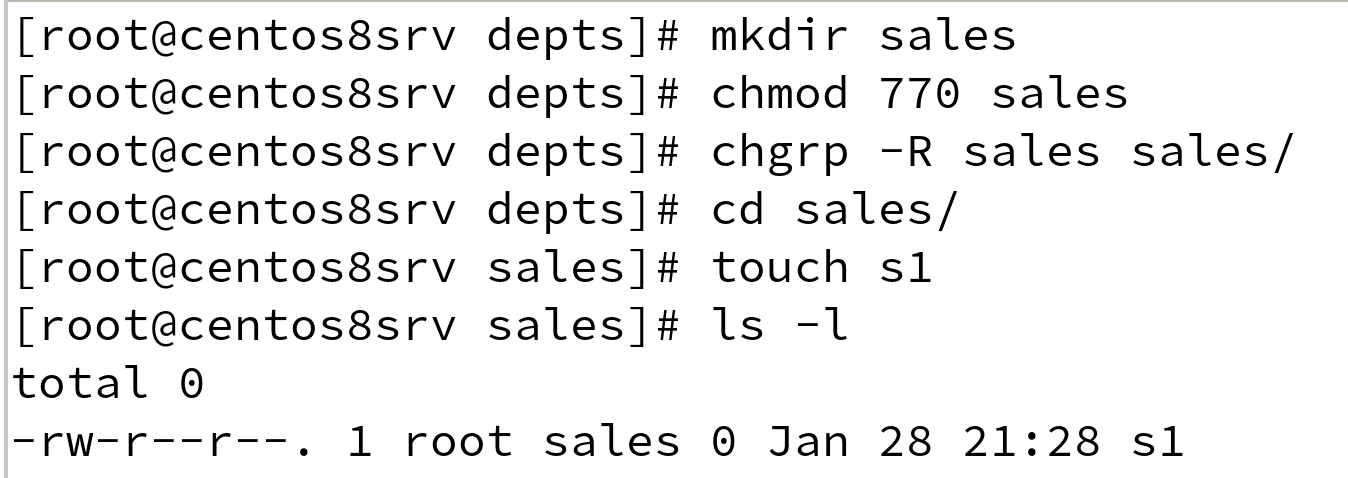 [root@centos8srv depts]# mkdir sales
[root@centos8srv depts]# chmod 770 sales
[root@centos8srv depts]# chgrp -R sales sales/
[root@centos8srv depts]# cd sales/
[root@centos8srv sales]# touch s1
[root@centos8srv sales]# ls -l
total 0
-rw-r--r--. 1 root sales 0 Jan 28 21:28 s1